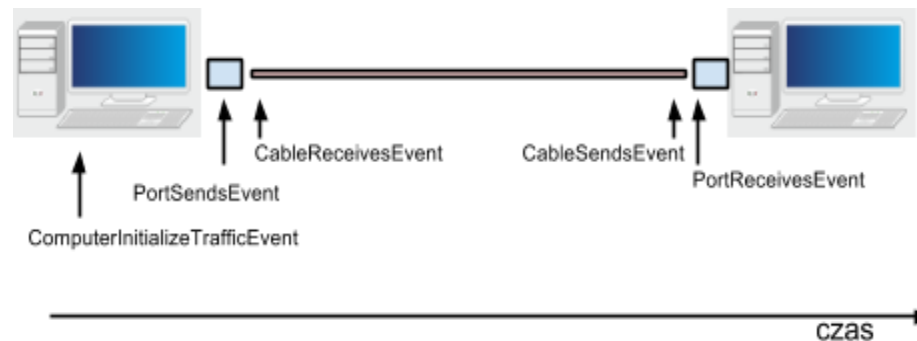 CableReceivesEvent
CableSendsEvent
PortSendsEvent
PortReceivesEvent
ComputerInitializeTrafficEvent
czas